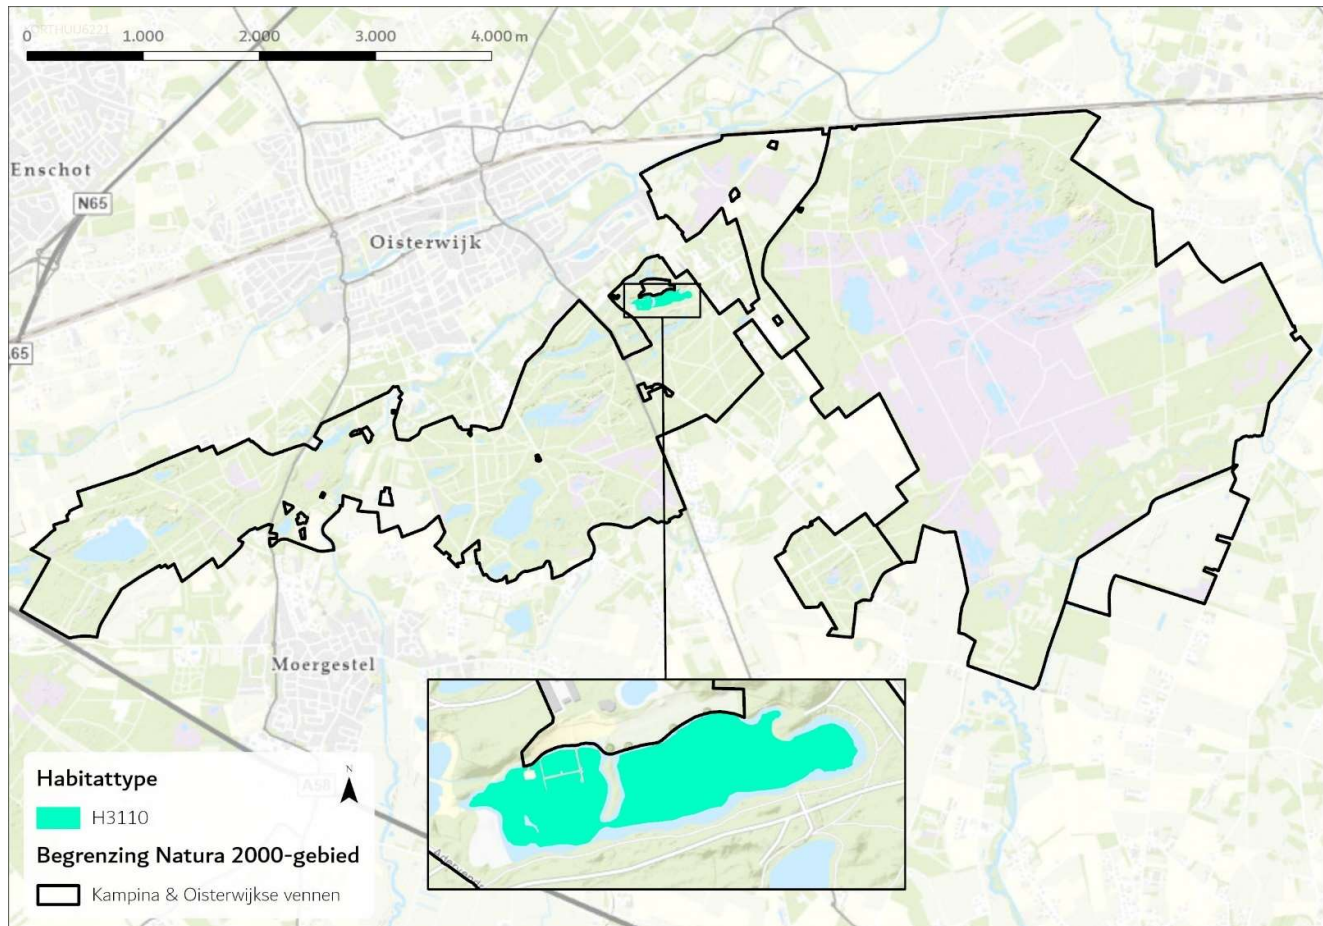 0 1.000 2.000 3.000 4.000 m
Enschot
N65
Oisterwijk
65
Moergestel
A58
N
Habitattype
H3110
Begrenzing Natura 2000-gebied
Kampina & Oisterwijkse vennen